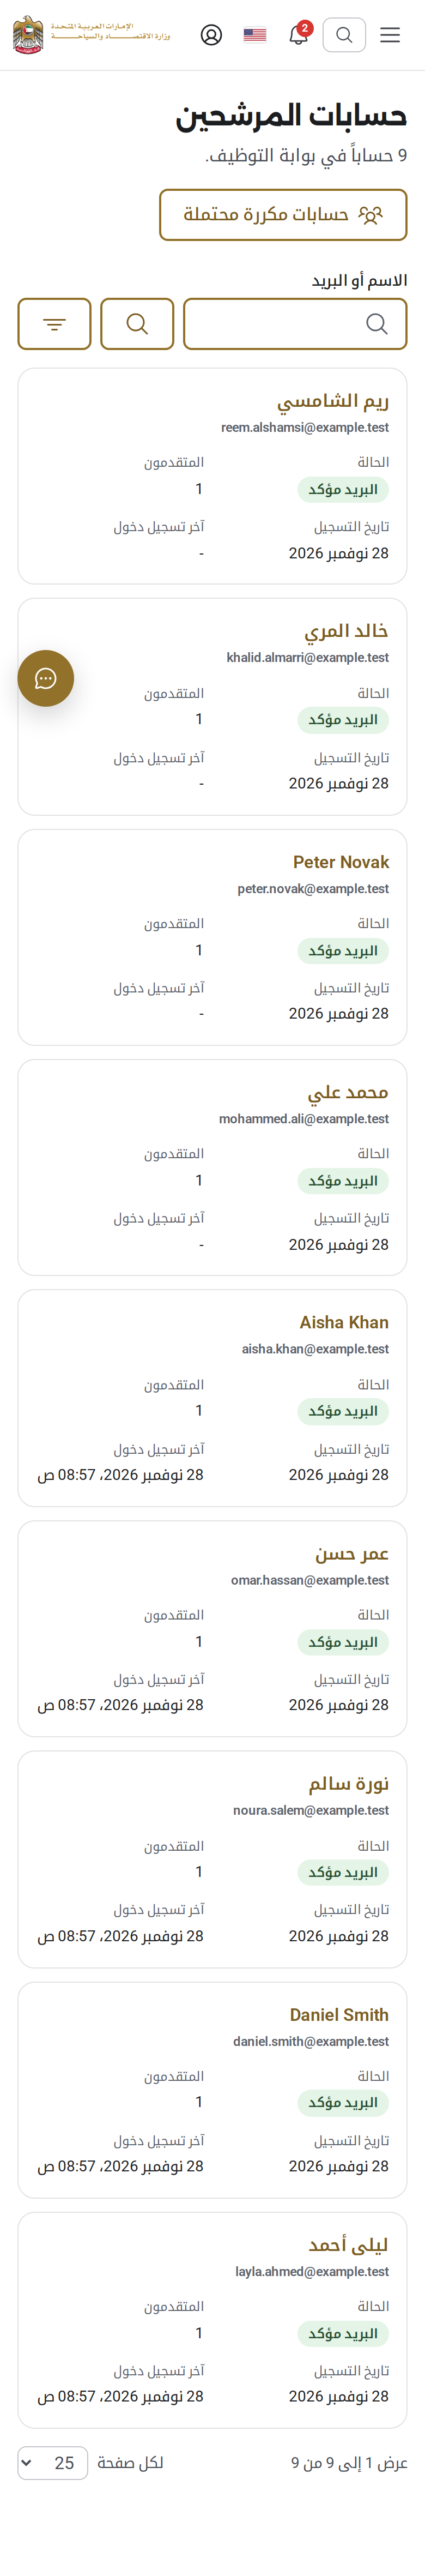 الإمارات العربية المتحدة
وزارة الاقتصاد والسياحة
2
حسابات المرشحين
9 حساباً في بوابة التوظيف.
حسابات مكررة محتملة
الاسم أو البريد
ريم الشامسي
reem.alshamsi@example.test
الحالة المتقدمون
البريد مؤكد 1
تاريخ التسجيل آخر تسجيل دخول
28 نوفمبر 2026 -
خالد المري
khalid.almarri@example.test
الحالة المتقدمون
البريد مؤكد 1
تاريخ التسجيل آخر تسجيل دخول
28 نوفمبر 2026 -
Peter Novak
peter.novak@example.test
الحالة المتقدمون
البريد مؤكد 1
تاريخ التسجيل آخر تسجيل دخول
28 نوفمبر 2026 -
محمد علي
mohammed.ali@example.test
الحالة المتقدمون
البريد مؤكد 1
تاريخ التسجيل آخر تسجيل دخول
28 نوفمبر 2026 -
Aisha Khan
aisha.khan@example.test
الحالة المتقدمون
البريد مؤكد 1
تاريخ التسجيل آخر تسجيل دخول
28 نوفمبر 2026 28 نوفمبر 2026، 08:57 ص
عمر حسن
omar.hassan@example.test
الحالة المتقدمون
البريد مؤكد 1
تاريخ التسجيل آخر تسجيل دخول
28 نوفمبر 2026 28 نوفمبر 2026، 08:57 ص
نورة سالم
noura.salem@example.test
الحالة المتقدمون
البريد مؤكد 1
تاريخ التسجيل آخر تسجيل دخول
28 نوفمبر 2026 28 نوفمبر 2026، 08:57 ص
Daniel Smith
daniel.smith@example.test
الحالة المتقدمون
البريد مؤكد 1
تاريخ التسجيل آخر تسجيل دخول
28 نوفمبر 2026 28 نوفمبر 2026، 08:57 ص
ليلى أحمد
layla.ahmed@example.test
الحالة المتقدمون
البريد مؤكد 1
تاريخ التسجيل آخر تسجيل دخول
28 نوفمبر 2026 28 نوفمبر 2026، 08:57 ص
عرض 1 إلى 9 من 9 لكل صفحة 25